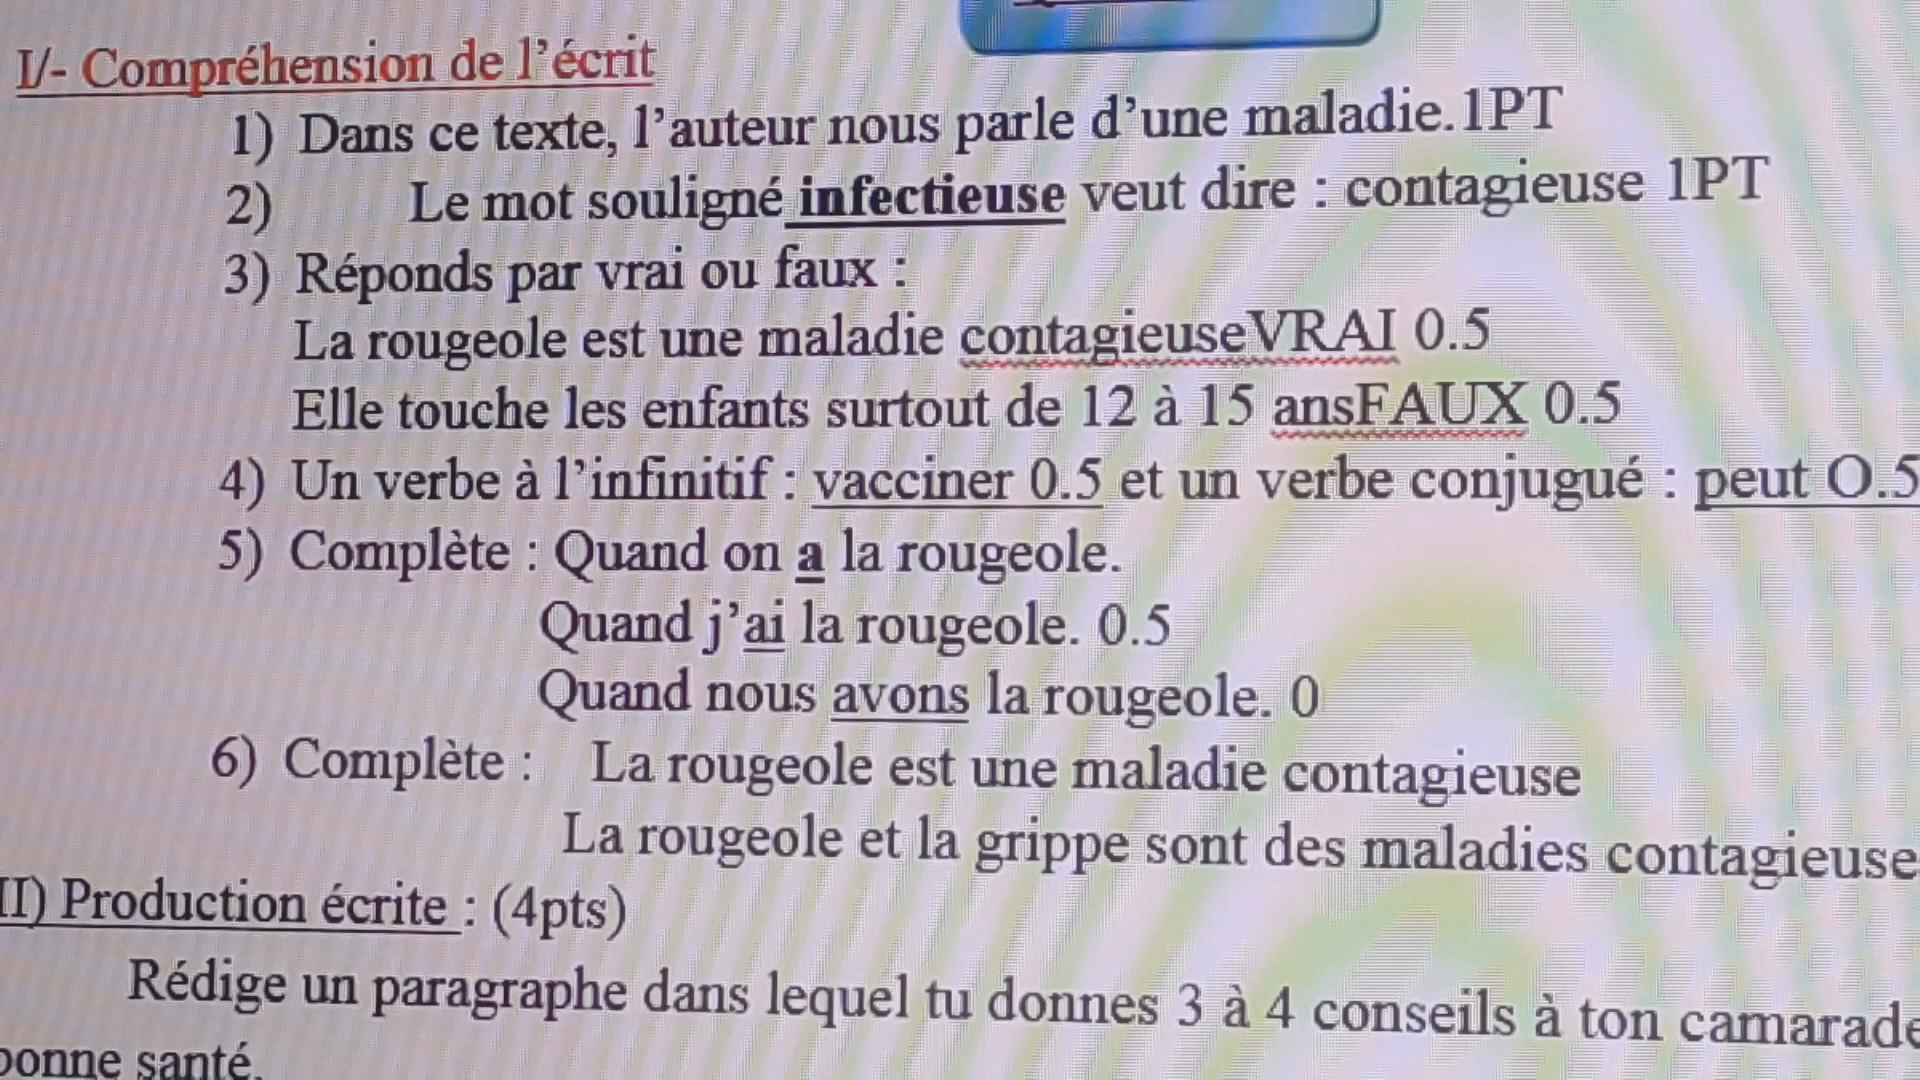 I/- Compréhension de l’écrit
1) Dans ce texte, l’auteur nous parle d’une maladie.1PT
2) Le mot souligné infectieuse veut dire : contagieuse 1PT
3) Réponds par vrai ou faux :
La rougeole est une maladie contagieuseVRAI 0.5
Elle touche les enfants surtout de 12 à 15 ansFAUX 0.5
4) Un verbe à l’infinitif : vacciner 0.5 et un verbe conjugué : peut O.5
5) Complète : Quand on a la rougeole.
Quand j’ai la rougeole. 0.5
Quand nous avons la rougeole. 0
6) Complète : La rougeole est une maladie contagieuse
La rougeole et la grippe sont des maladies contagieuse
II) Production écrite : (4pts)
Rédige un paragraphe dans lequel tu donnes 3 à 4 conseils à ton camarade
bonne santé.